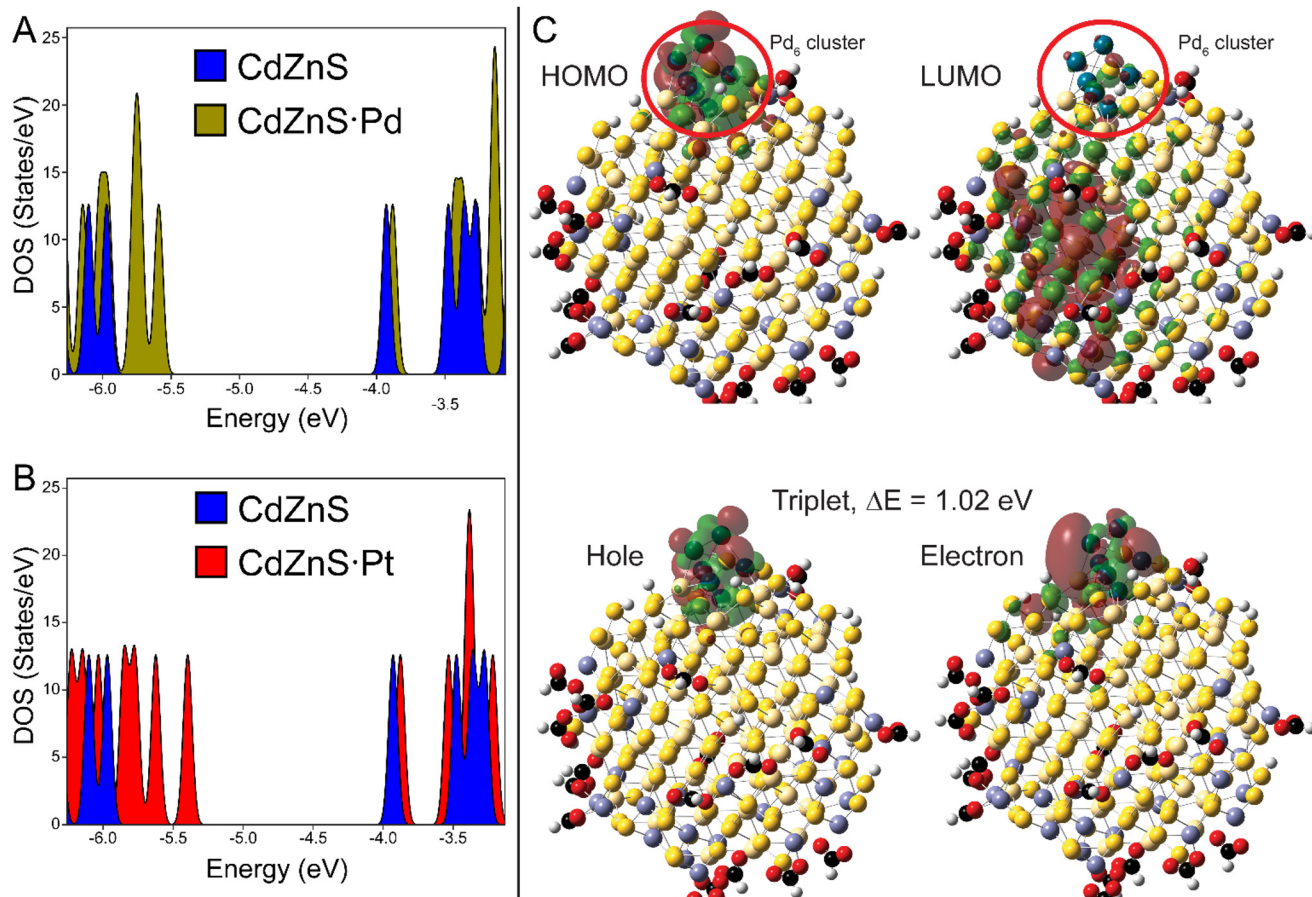 A
25
20
15
10
5
0
DOS (States/eV)
CdZnS
CdZnS·Pd
-6.0
-5.5
-5.0
-4.5
-4.0
-3.5
Energy (eV)
B
25
20
15
10
5
0
DOS (States/eV)
CdZnS
CdZnS·Pt
-6.0
-5.5
-5.0
-4.5
-4.0
-3.5
Energy (eV)
C
HOMO
Pd6 cluster
LUMO
Pd6 cluster
Triplet, ΔE = 1.02 eV
Hole
Electron